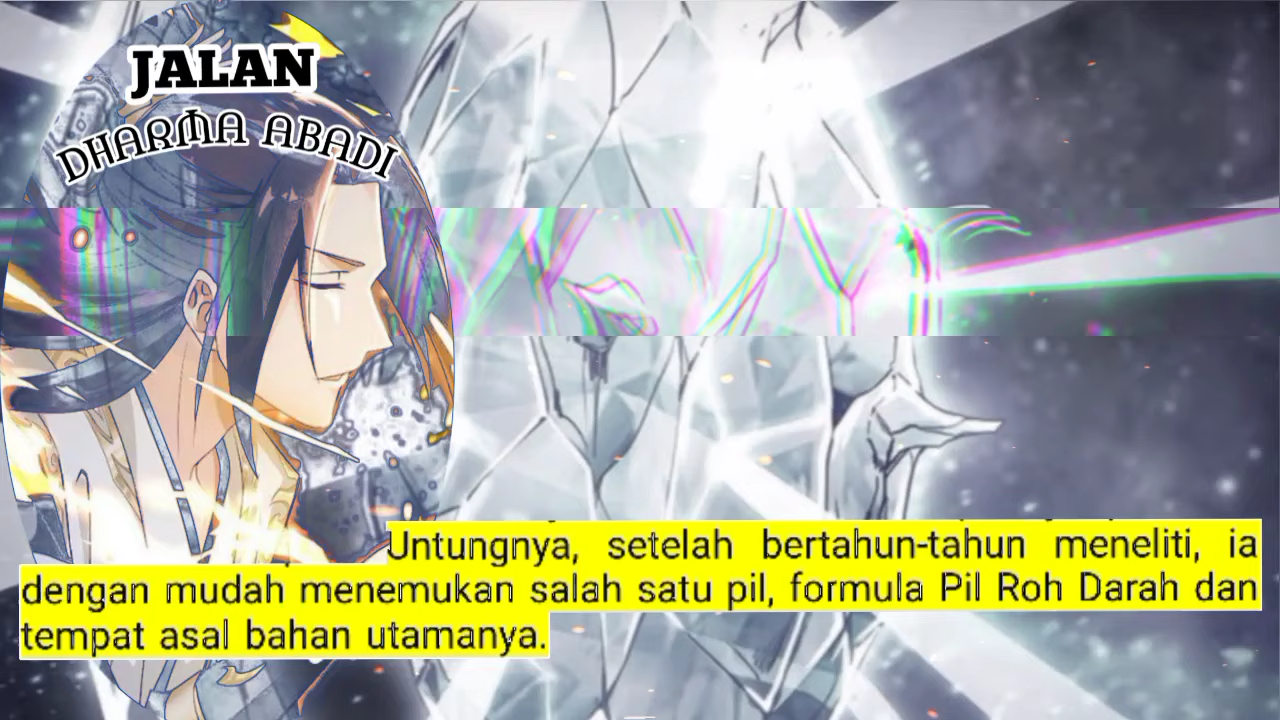 JALAN
DHARMA ABADI
Untungnya, setelah bertahun-tahun meneliti, ia
dengan mudah menemukan salah satu pil, formula Pil Roh Darah dan
tempat asal bahan utamanya.